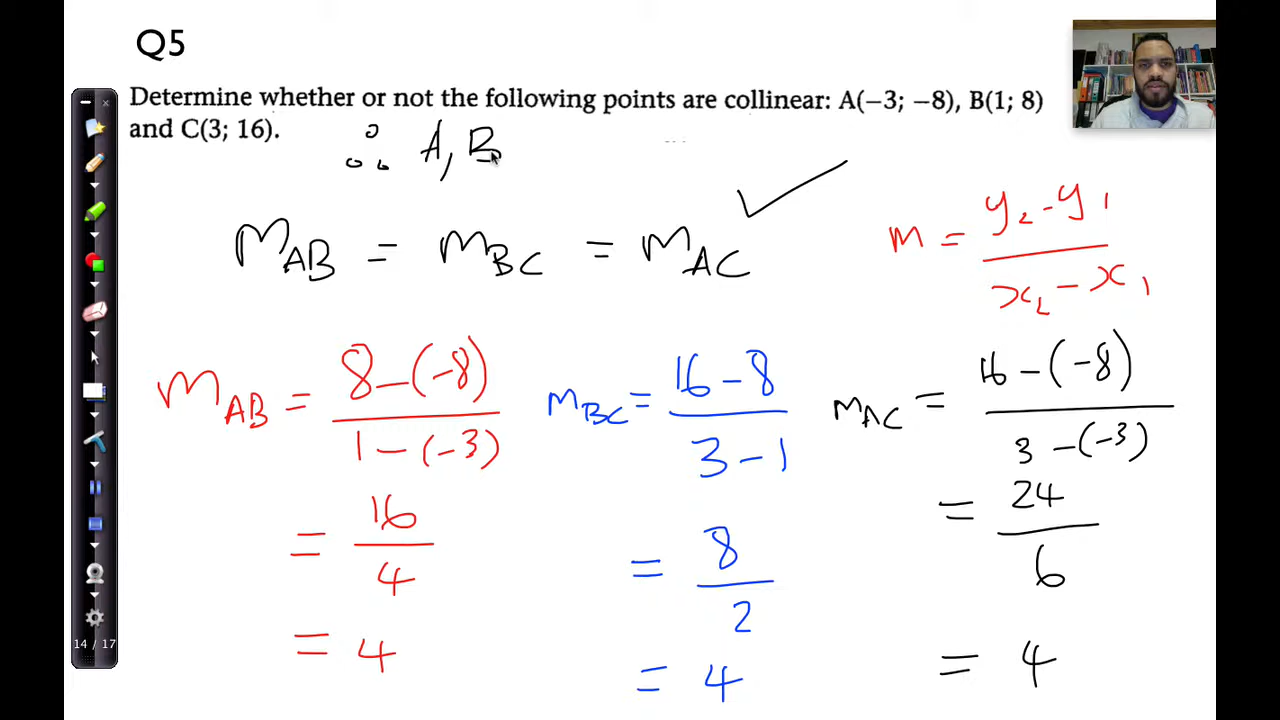 Q5
Determine whether or not the following points are collinear: A(−3; −8), B(1; 8)
and C(3; 16).
∴ A, B
m_AB = m_BC = m_AC ✓
m = (y₂ - y₁) / (x₂ - x₁)
m_AB = (8 - (-8)) / (1 - (-3))
= 16/4
= 4
m_BC = (16 - 8) / (3 - 1)
= 8/2
= 4
m_AC = (16 - (-8)) / (3 - (-3))
= 24/6
= 4
14 / 17